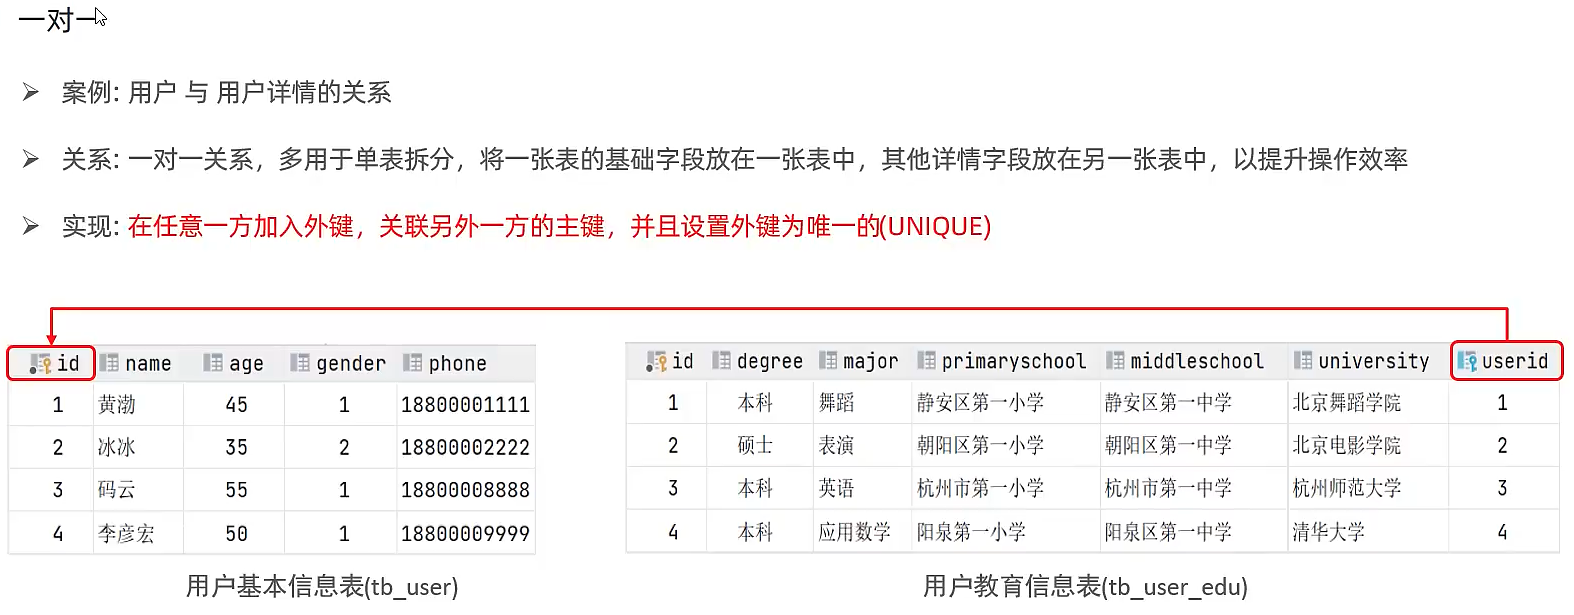 一对一
案例: 用户 与 用户详情的关系
关系: 一对一关系，多用于单表拆分，将一张表的基础字段放在一张表中，其他详情字段放在另一张表中，以提升操作效率
实现: 在任意一方加入外键，关联另外一方的主键，并且设置外键为唯一的(UNIQUE)
id name age gender phone
1 黄渤 45 1 18800001111
2 冰冰 35 2 18800002222
3 码云 55 1 18800008888
4 李彦宏 50 1 18800009999
用户基本信息表(tb_user)
id degree major primaryschool middleschool university userid
1 本科 舞蹈 静安区第一小学 静安区第一中学 北京舞蹈学院 1
2 硕士 表演 朝阳区第一小学 朝阳区第一中学 北京电影学院 2
3 本科 英语 杭州市第一小学 杭州市第一中学 杭州师范大学 3
4 本科 应用数学 阳泉第一小学 阳泉区第一中学 清华大学 4
用户教育信息表(tb_user_edu)